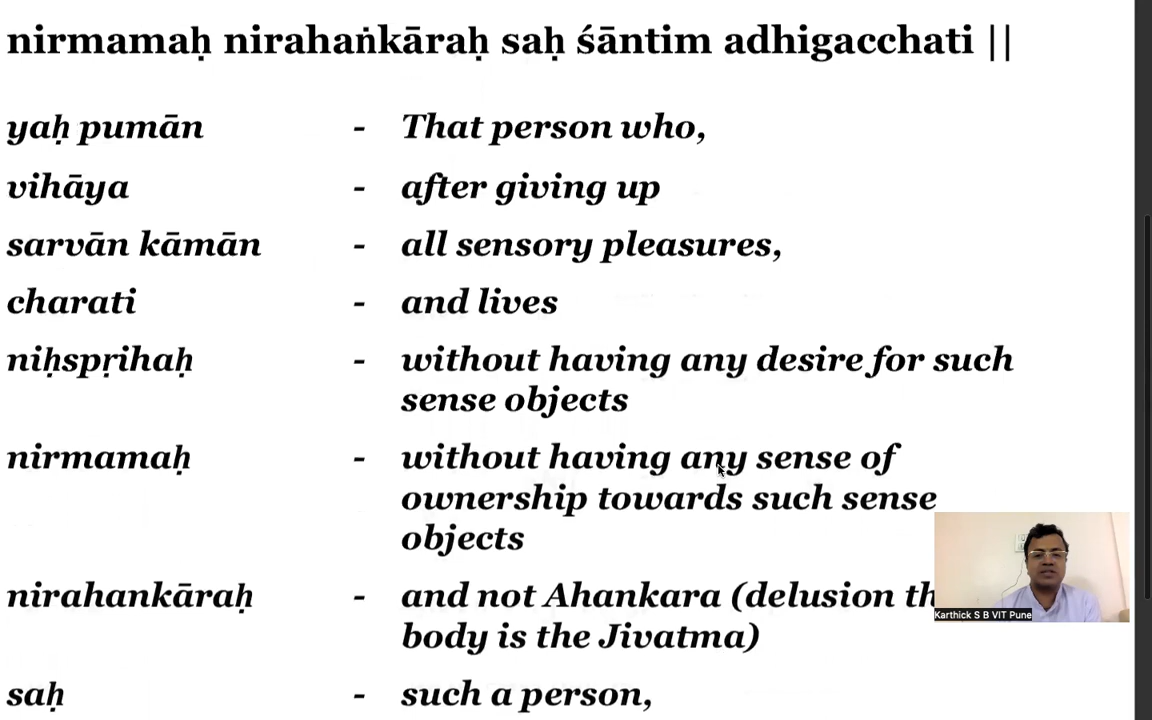 nirmamaḥ nirahaṅkāraḥ saḥ śāntim adhigacchati ||
yaḥ pumān - That person who,
vihāya - after giving up
sarvān kāmān - all sensory pleasures,
charati - and lives
niḥspṛihaḥ - without having any desire for such
sense objects
nirmamaḥ - without having any sense of
ownership towards such sense
objects
nirahankāraḥ - and not Ahankara (delusion th
body is the Jivatma)
Karthick S B VIT Pune
saḥ - such a person,